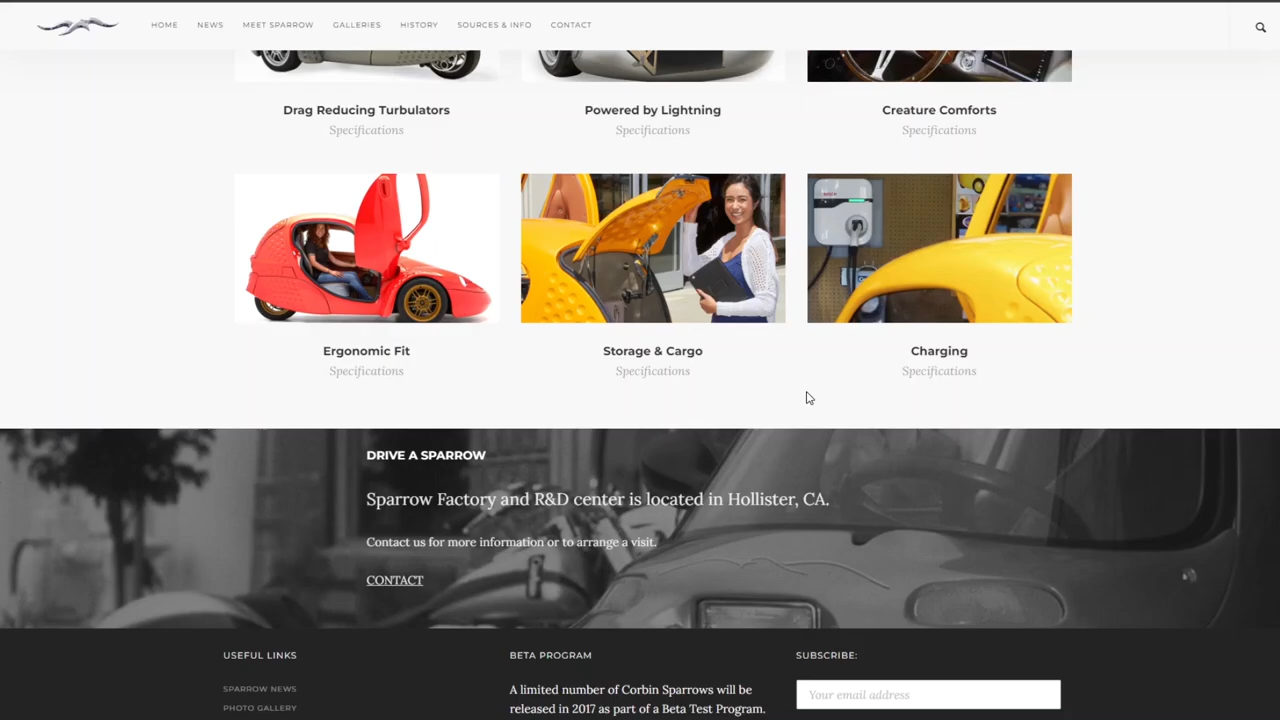 HOME NEWS MEET SPARROW GALLERIES HISTORY SOURCES & INFO CONTACT
Drag Reducing Turbulators
Specifications
Powered by Lightning
Specifications
Creature Comforts
Specifications
Ergonomic Fit
Specifications
Storage & Cargo
Specifications
Charging
Specifications
DRIVE A SPARROW
Sparrow Factory and R&D center is located in Hollister, CA.
Contact us for more information or to arrange a visit.
CONTACT
USEFUL LINKS
SPARROW NEWS
PHOTO GALLERY
BETA PROGRAM
A limited number of Corbin Sparrows will be
released in 2017 as part of a Beta Test Program.
SUBSCRIBE:
Your email address